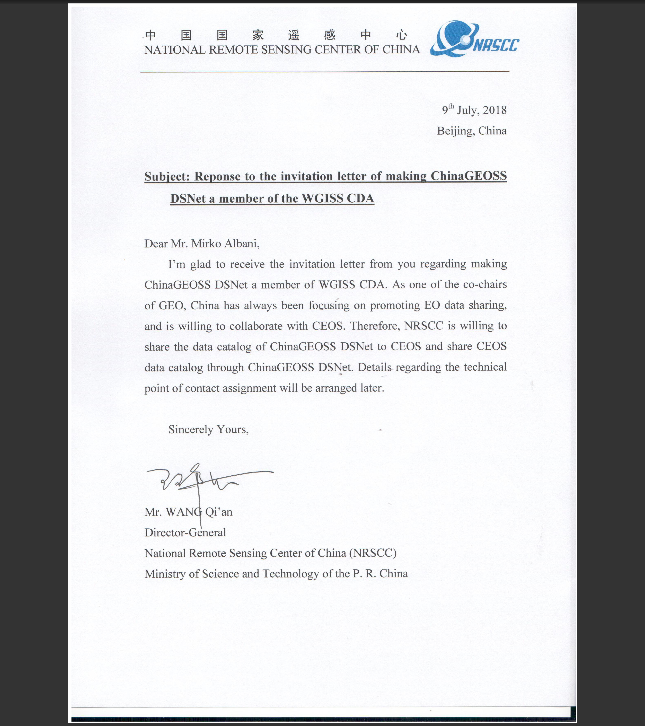 中国国家遥感中心
NATIONAL REMOTE SENSING CENTER OF CHINA
NRSCC
9th July, 2018
Beijing, China
Subject: Reponse to the invitation letter of making ChinaGEOSS
DSNet a member of the WGISS CDA
Dear Mr. Mirko Albani,
I'm glad to receive the invitation letter from you regarding making
ChinaGEOSS DSNet a member of WGISS CDA. As one of the co-chairs
of GEO, China has always been focusing on promoting EO data sharing,
and is willing to collaborate with CEOS. Therefore, NRSCC is willing to
share the data catalog of ChinaGEOSS DSNet to CEOS and share CEOS
data catalog through ChinaGEOSS DSNet. Details regarding the technical
point of contact assignment will be arranged later.
Sincerely Yours,
Mr. WANG Qi'an
Director-General
National Remote Sensing Center of China (NRSCC)
Ministry of Science and Technology of the P. R. China